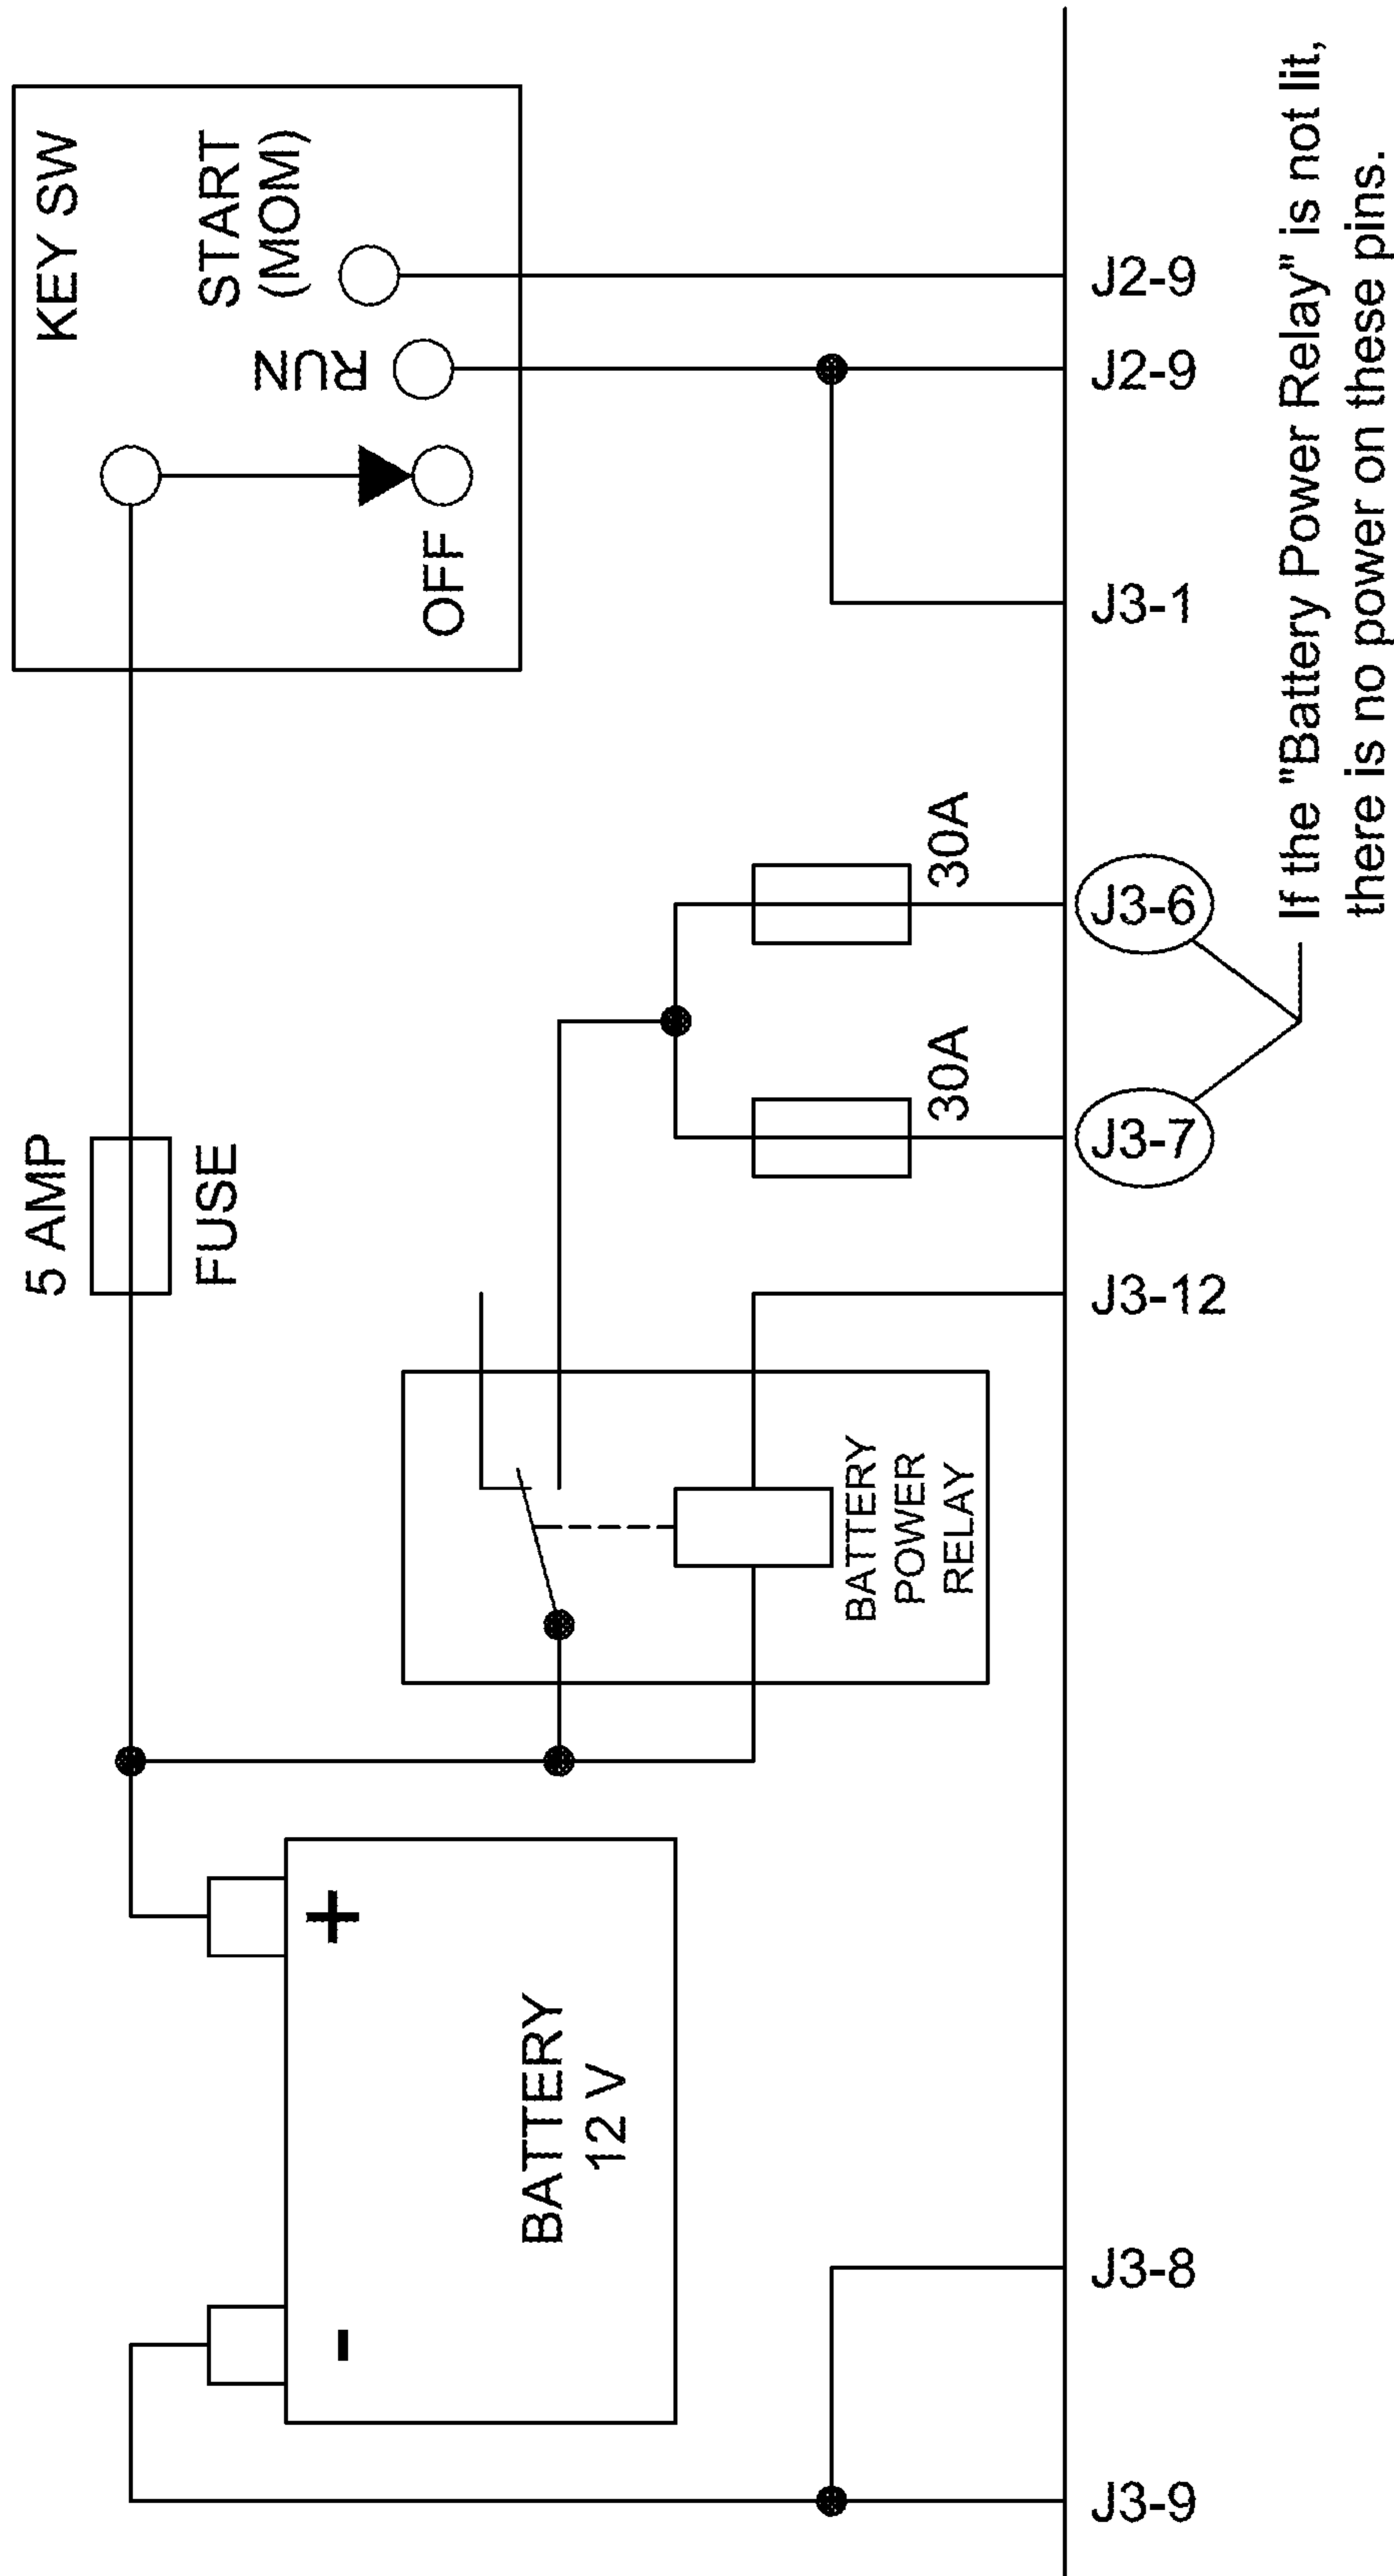 5 AMP
FUSE
KEY SW
START
(MOM)
RUN
OFF
+
-
BATTERY
12 V
BATTERY
POWER
RELAY
30A
30A
J3-9
J3-8
J3-12
J3-7
J3-6
J3-1
J2-9
J2-9
If the "Battery Power Relay" is not lit,
there is no power on these pins.